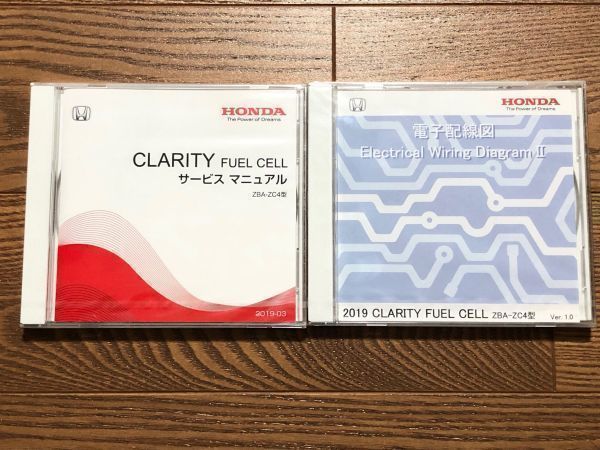 HONDA
The Power of Dreams
CLARITY FUEL CELL
サービス マニュアル
ZBA-ZC4型
2019-03
HONDA
The Power of Dreams
電子配線図
Electrical Wiring Diagram II
2019 CLARITY FUEL CELL ZBA-ZC4型
Ver. 1.0